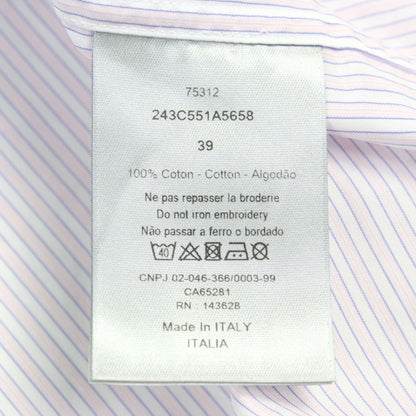 75312
243C551A5658
39
100% Coton - Cotton - Algodão
Ne pas repasser la broderie
Do not iron embroidery
Não passar a ferro o bordado
40
CNPJ 02-046-366/0003-99
CA65281
RN : 143628
Made In ITALY
ITALIA